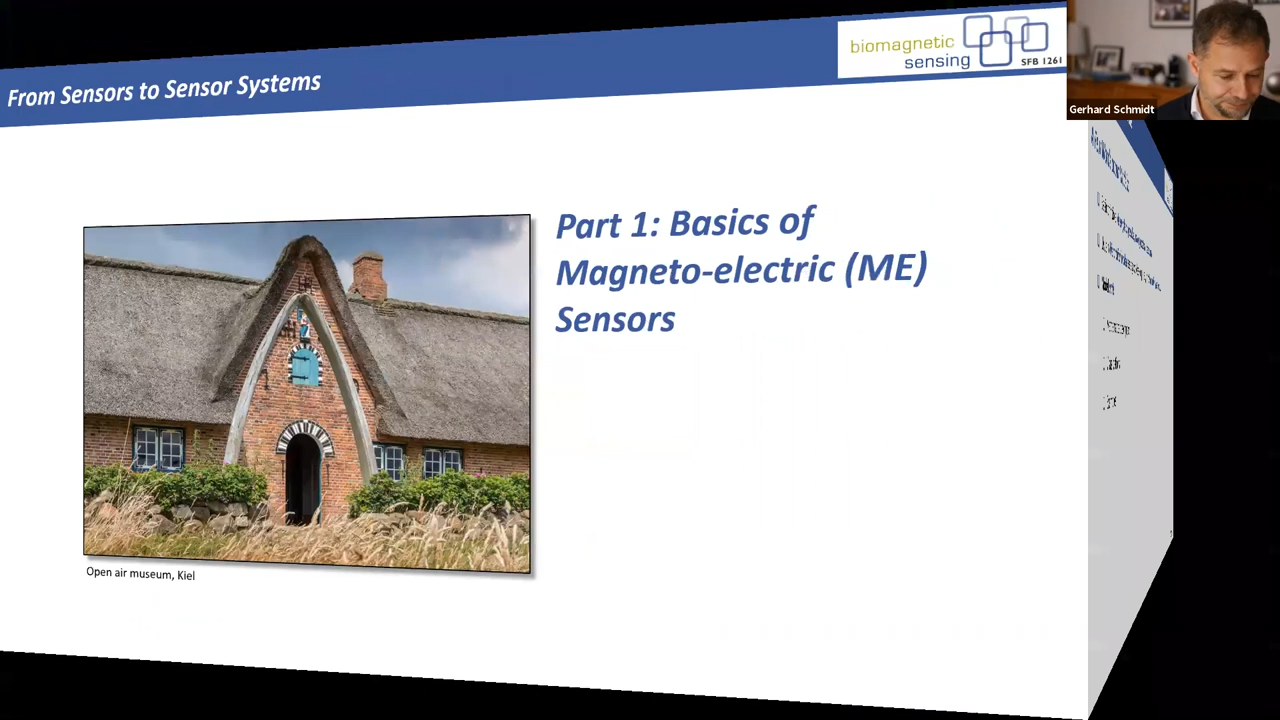 From Sensors to Sensor Systems
biomagnetic
sensing
SFB 1261
Gerhard Schmidt
Part 1: Basics of
Magneto-electric (ME)
Sensors
Open air museum, Kiel